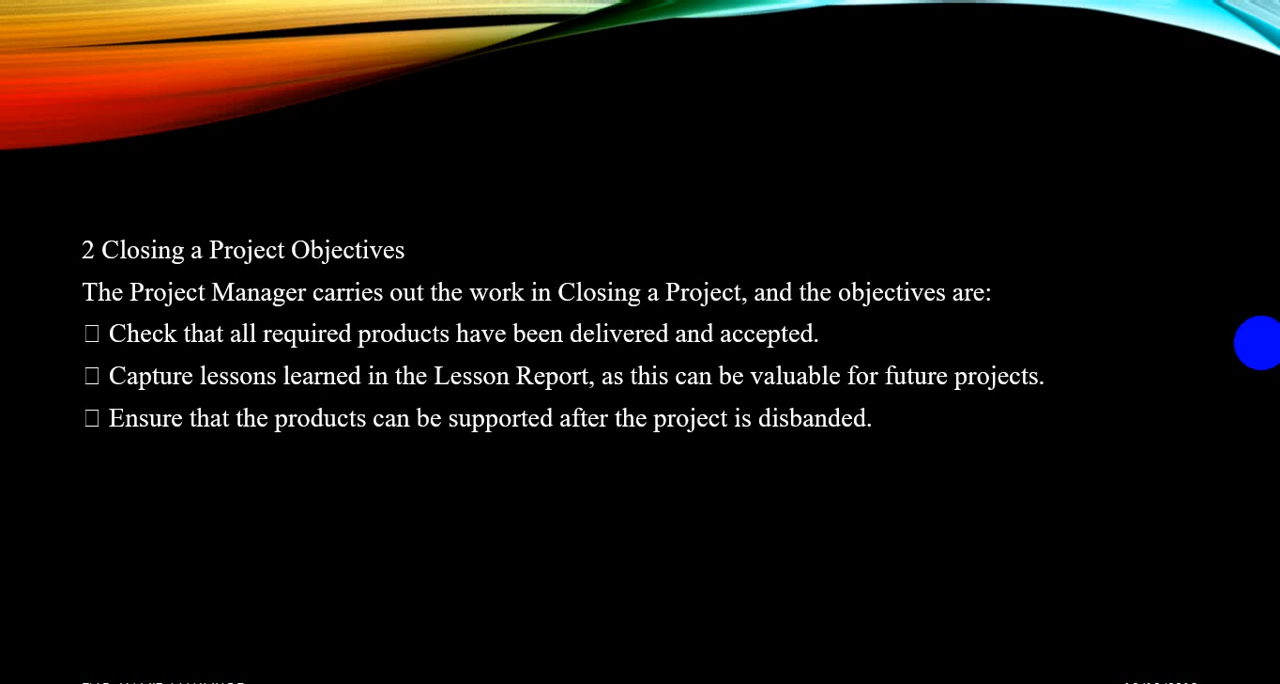 2 Closing a Project Objectives
The Project Manager carries out the work in Closing a Project, and the objectives are:
Check that all required products have been delivered and accepted.
Capture lessons learned in the Lesson Report, as this can be valuable for future projects.
Ensure that the products can be supported after the project is disbanded.